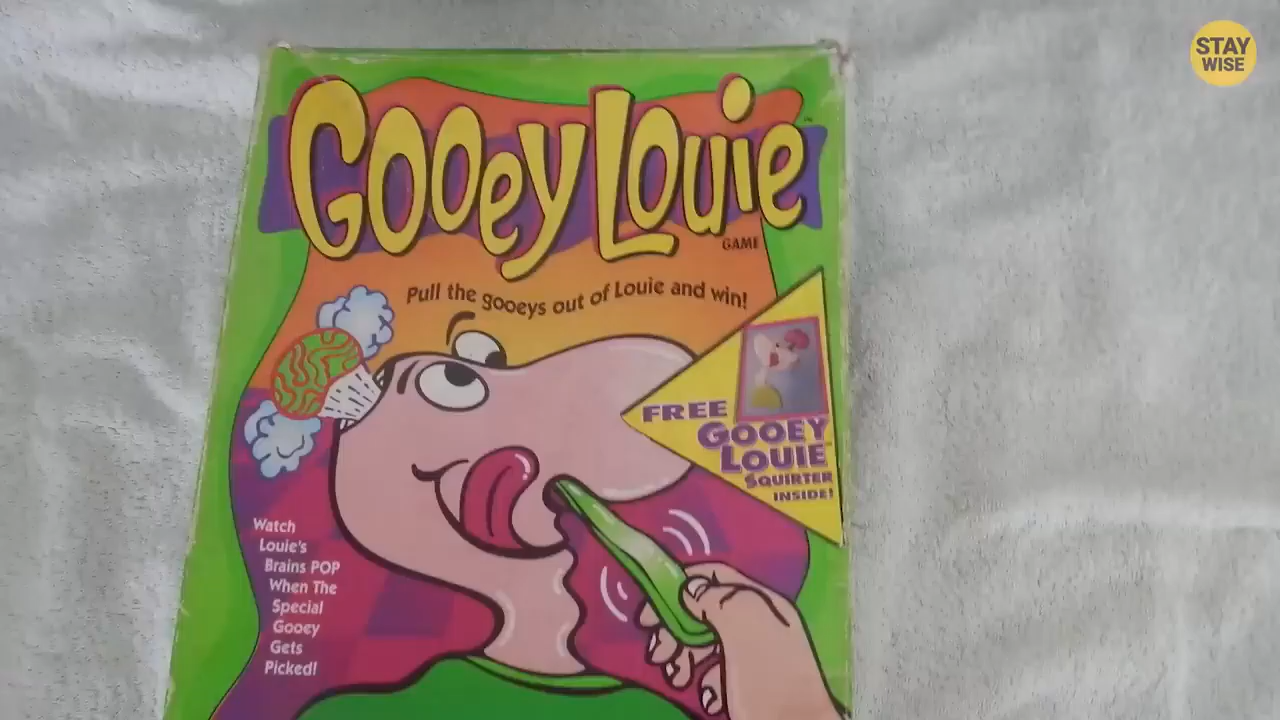 STAY
WISE
Gooey Louie
GAME
Pull the gooeys out of Louie and win!
FREE
GOOEY
LOUIE
SQUIRTER
INSIDE!
Watch
Louie's
Brains POP
When The
Special
Gooey
Gets
Picked!